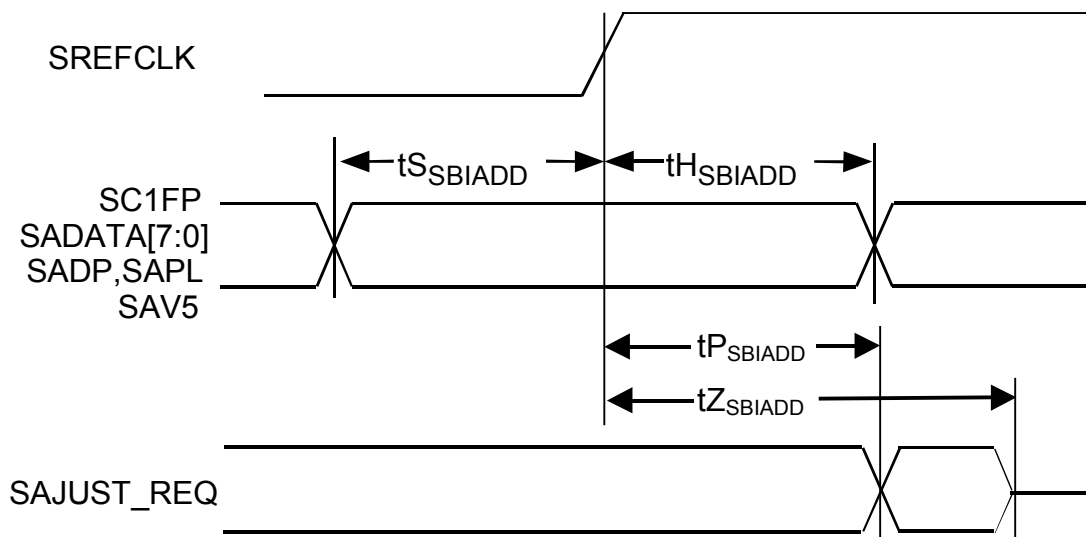 SREFCLK
tSSBIADD
tHSBIADD
SC1FP
SADATA[7:0]
SADP,SAPL
SAV5
tPSBIADD
tZSBIADD
SAJUST_REQ